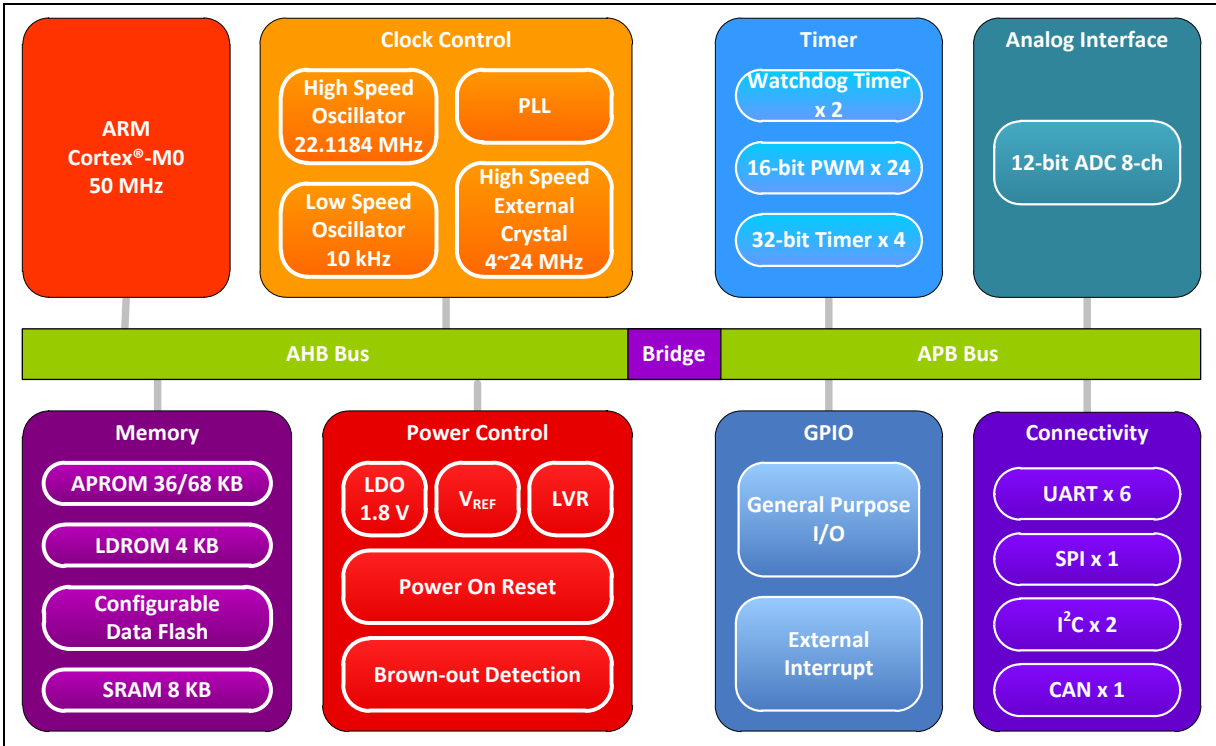 ARM
Cortex®-M0
50 MHz
Clock Control
High Speed
Oscillator
22.1184 MHz
PLL
Low Speed
Oscillator
10 kHz
High Speed
External
Crystal
4~24 MHz
Timer
Watchdog Timer
x 2
16-bit PWM x 24
32-bit Timer x 4
Analog Interface
12-bit ADC 8-ch
AHB Bus
Bridge
APB Bus
Memory
APROM 36/68 KB
LDROM 4 KB
Configurable
Data Flash
SRAM 8 KB
Power Control
LDO
1.8 V
VREF
LVR
Power On Reset
Brown-out Detection
GPIO
General Purpose
I/O
External
Interrupt
Connectivity
UART x 6
SPI x 1
I²C x 2
CAN x 1